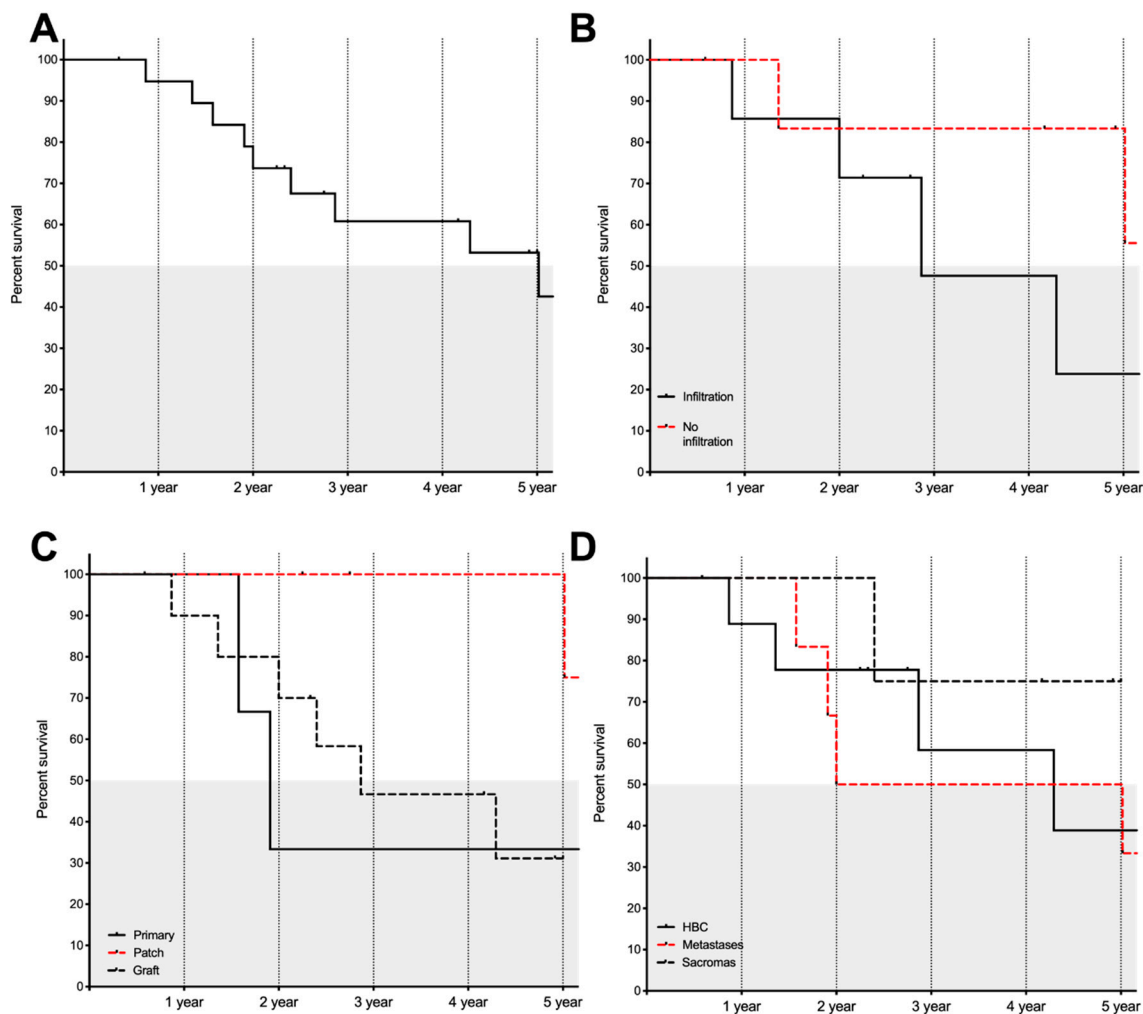 A
Percent survival
100
90
80
70
60
50
40
30
20
10
0
1 year
2 year
3 year
4 year
5 year
B
Percent survival
100
90
80
70
60
50
40
30
20
10
0
Infiltration
No
infiltration
1 year
2 year
3 year
4 year
5 year
C
Percent survival
100
90
80
70
60
50
40
30
20
10
0
Primary
Patch
Graft
1 year
2 year
3 year
4 year
5 year
D
Percent survival
100
90
80
70
60
50
40
30
20
10
0
HBC
Metastases
Sacromas
1 year
2 year
3 year
4 year
5 year